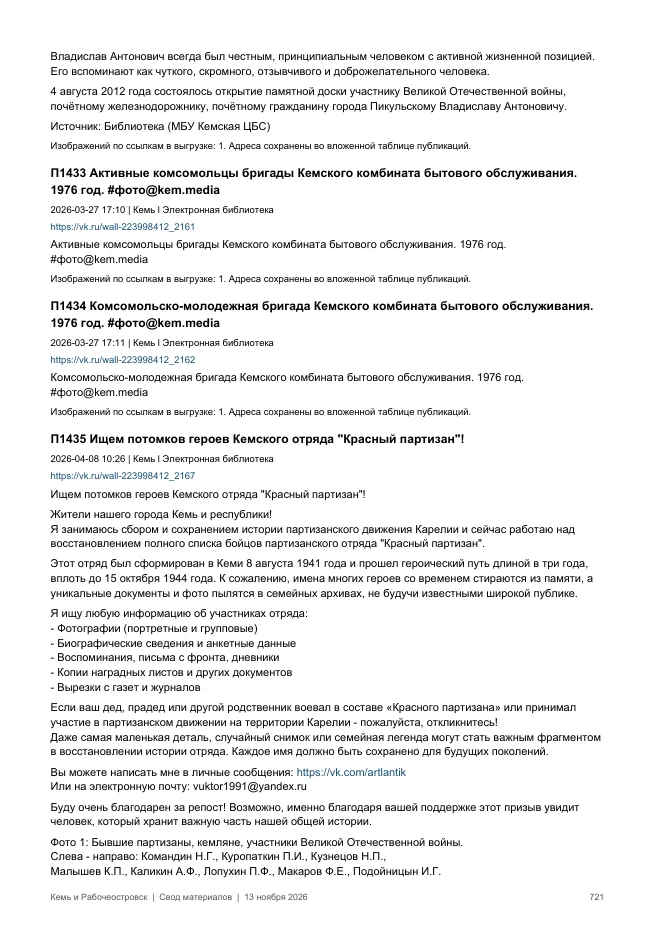 Владислав Антонович всегда был честным, принципиальным человеком с активной жизненной позицией.
Его вспоминают как чуткого, скромного, отзывчивого и доброжелательного человека.
4 августа 2012 года состоялось открытие памятной доски участнику Великой Отечественной войны,
почётному железнодорожнику, почётному гражданину города Пикульскому Владиславу Антоновичу.
Источник: Библиотека (МБУ Кемская ЦБС)
Изображений по ссылкам в выгрузке: 1. Адреса сохранены во вложенной таблице публикаций.
П1433 Активные комсомольцы бригады Кемского комбината бытового обслуживания.
1976 год. #фото@kem.media
2026-03-27 17:10 | Кемь I Электронная библиотека
https://vk.ru/wall-223998412_2161
Активные комсомольцы бригады Кемского комбината бытового обслуживания. 1976 год.
#фото@kem.media
Изображений по ссылкам в выгрузке: 1. Адреса сохранены во вложенной таблице публикаций.
П1434 Комсомольско-молодежная бригада Кемского комбината бытового обслуживания.
1976 год. #фото@kem.media
2026-03-27 17:11 | Кемь I Электронная библиотека
https://vk.ru/wall-223998412_2162
Комсомольско-молодежная бригада Кемского комбината бытового обслуживания. 1976 год.
#фото@kem.media
Изображений по ссылкам в выгрузке: 1. Адреса сохранены во вложенной таблице публикаций.
П1435 Ищем потомков героев Кемского отряда "Красный партизан"!
2026-04-08 10:26 | Кемь I Электронная библиотека
https://vk.ru/wall-223998412_2167
Ищем потомков героев Кемского отряда "Красный партизан"!
Жители нашего города Кемь и республики!
Я занимаюсь сбором и сохранением истории партизанского движения Карелии и сейчас работаю над
восстановлением полного списка бойцов партизанского отряда "Красный партизан".
Этот отряд был сформирован в Кеми 8 августа 1941 года и прошел героический путь длиной в три года,
вплоть до 15 октября 1944 года. К сожалению, имена многих героев со временем стираются из памяти, а
уникальные документы и фото пылятся в семейных архивах, не будучи известными широкой публике.
Я ищу любую информацию об участниках отряда:
- Фотографии (портретные и групповые)
- Биографические сведения и анкетные данные
- Воспоминания, письма с фронта, дневники
- Копии наградных листов и других документов
- Вырезки с газет и журналов
Если ваш дед, прадед или другой родственник воевал в составе «Красного партизана» или принимал
участие в партизанском движении на территории Карелии - пожалуйста, откликнитесь!
Даже самая маленькая деталь, случайный снимок или семейная легенда могут стать важным фрагментом
в восстановлении истории отряда. Каждое имя должно быть сохранено для будущих поколений.
Вы можете написать мне в личные сообщения: https://vk.com/artlantik
Или на электронную почту: vuktor1991@yandex.ru
Буду очень благодарен за репост! Возможно, именно благодаря вашей поддержке этот призыв увидит
человек, который хранит важную часть нашей общей истории.
Фото 1: Бывшие партизаны, кемляне, участники Великой Отечественной войны.
Слева - направо: Командин Н.Г., Куропаткин П.И., Кузнецов Н.П.,
Малышев К.П., Каликин А.Ф., Лопухин П.Ф., Макаров Ф.Е., Подойницын И.Г.
Кемь и Рабочеостровск | Свод материалов | 13 ноября 2026
721